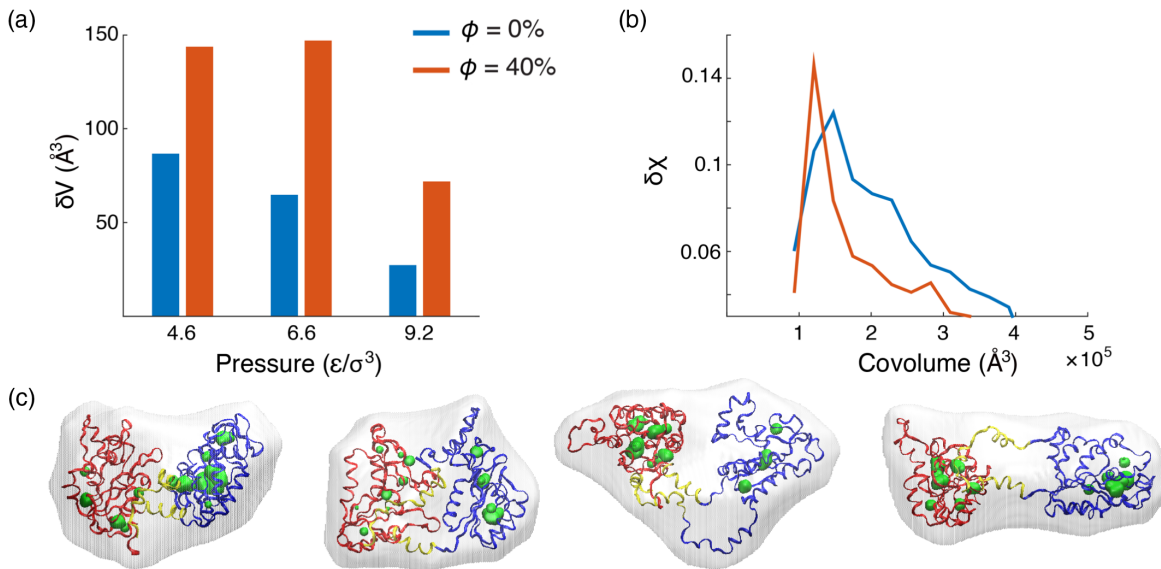 (a)
150
100
50
δV (Å³)
4.6 6.6 9.2
Pressure (ε/σ³)
ϕ = 0%
ϕ = 40%
(b)
0.14
0.1
0.06
δχ
1 2 3 4 5
Covolume (Å³) ×10⁵
(c)